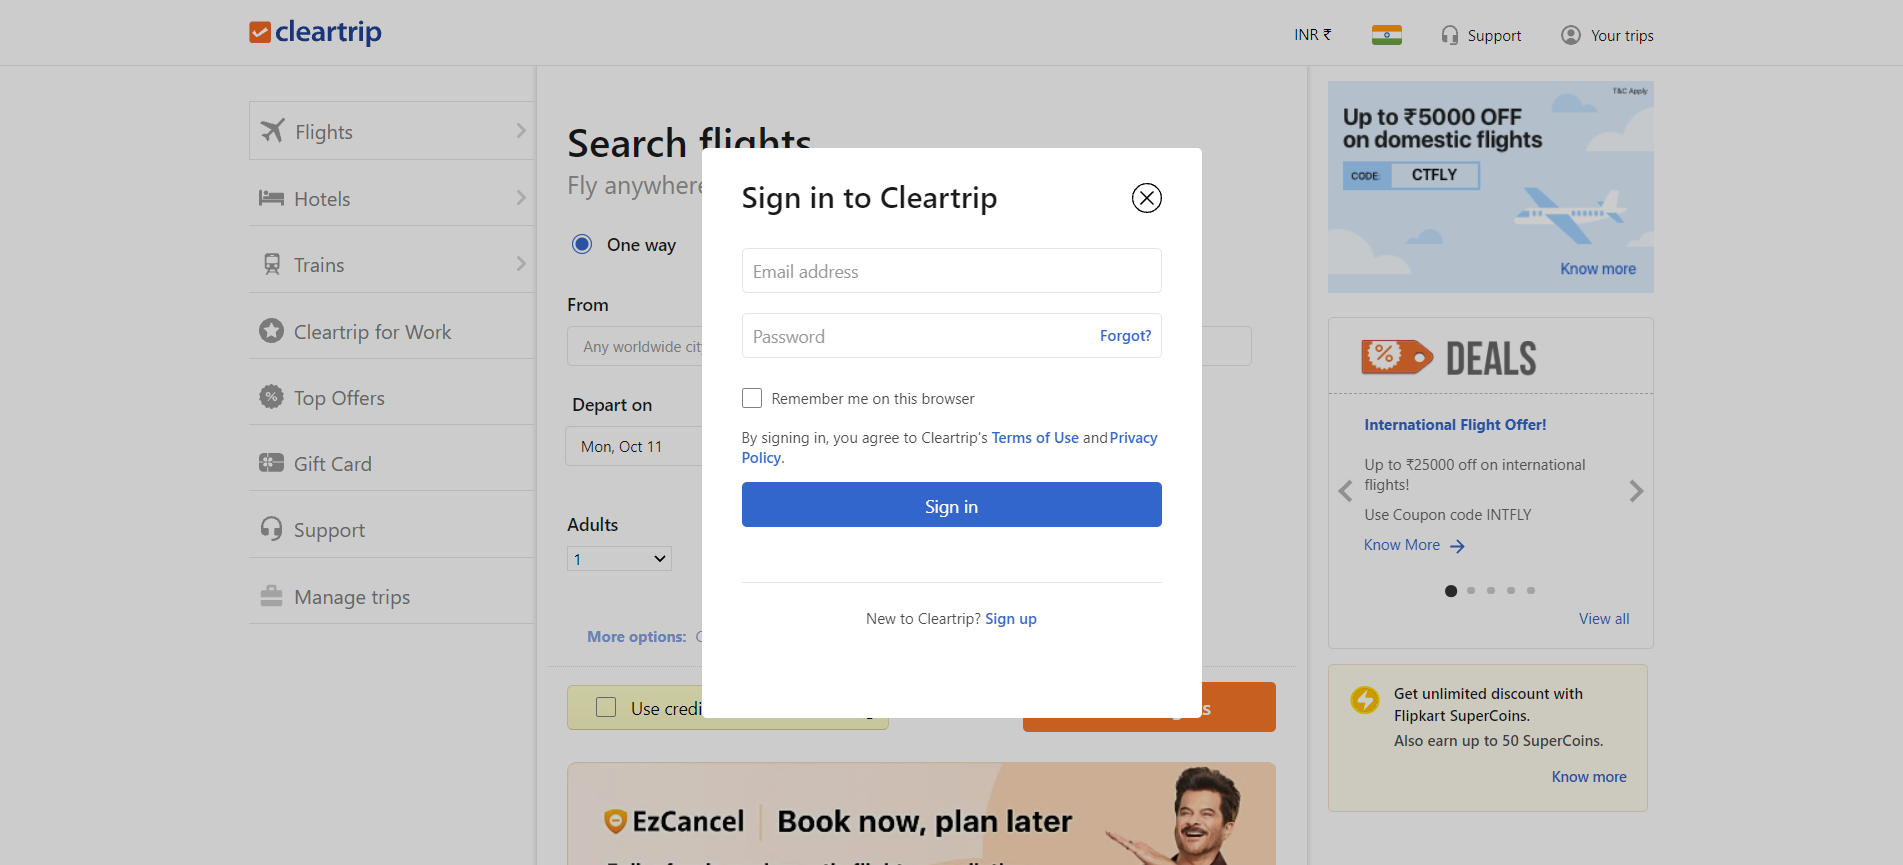 cleartrip
INR ₹
Support
Your trips
Flights
Hotels
Trains
Cleartrip for Work
Top Offers
Gift Card
Support
Manage trips
Search flights
Fly anywhere
One way
From
Any worldwide
Depart on
Mon, Oct 11
Adults
1
More options:
Use
Sign in to Cleartrip
Email address
Password
Forgot?
Remember me on this browser
By signing in, you agree to Cleartrip's Terms of Use and Privacy
Policy.
Sign in
New to Cleartrip? Sign up
EzCancel
Book now, plan later
T&C Apply
Up to ₹5000 OFF
on domestic flights
CODE: CTFLY
Know more
% DEALS
International Flight Offer!
Up to ₹25000 off on international
flights!
Use Coupon code INTFLY
Know More
View all
Get unlimited discount with
Flipkart SuperCoins.
Also earn up to 50 SuperCoins.
Know more